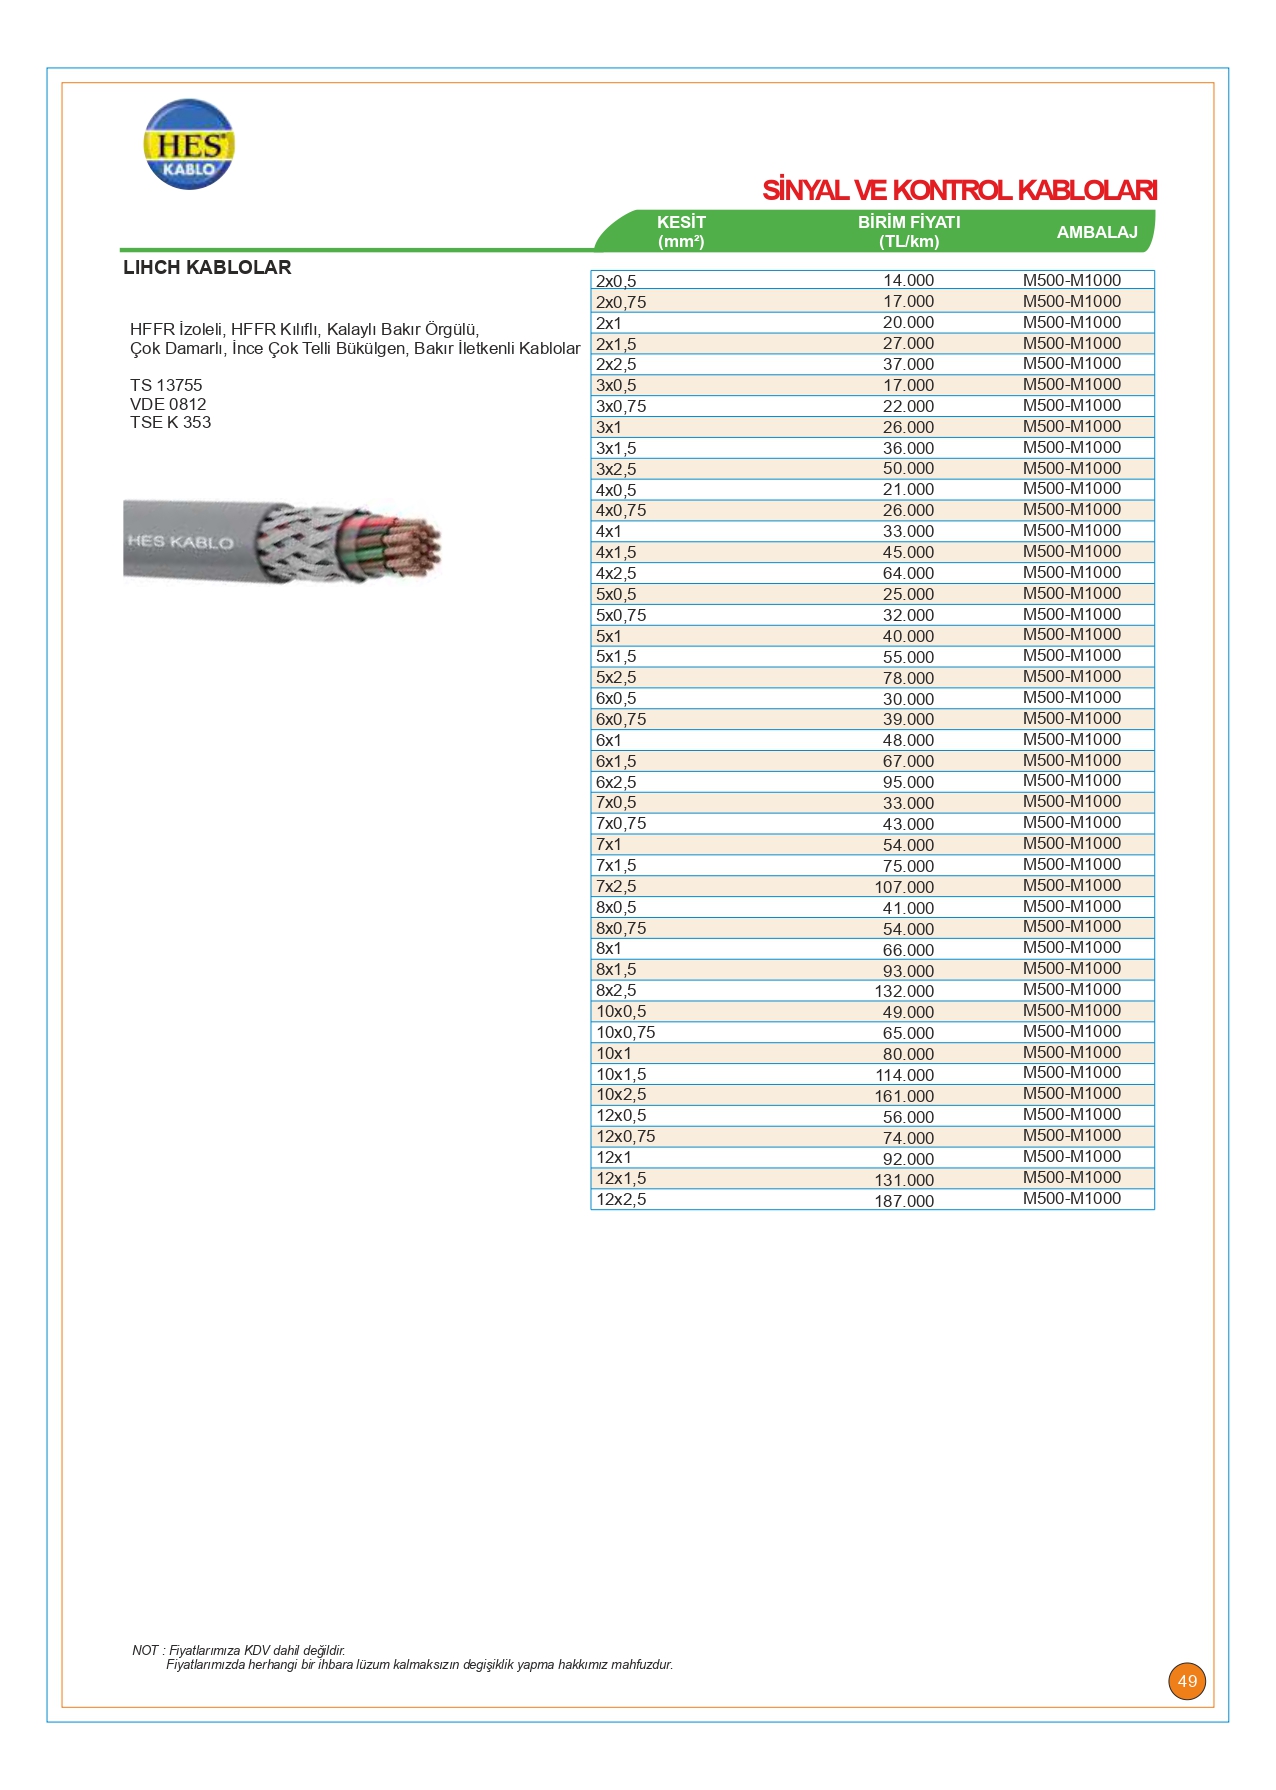 HES
KABLO
SİNYAL VE KONTROL KABLOLARI
KESİT (mm²) BİRİM FİYATI (TL/km) AMBALAJ
LIHCH KABLOLAR
HFFR İzoleli, HFFR Kılıflı, Kalaylı Bakır Örgülü,
Çok Damarlı, İnce Çok Telli Bükülgen, Bakır İletkenli Kablolar
TS 13755
VDE 0812
TSE K 353
HES KABLO
2x0,5 14.000 M500-M1000
2x0,75 17.000 M500-M1000
2x1 20.000 M500-M1000
2x1,5 27.000 M500-M1000
2x2,5 37.000 M500-M1000
3x0,5 17.000 M500-M1000
3x0,75 22.000 M500-M1000
3x1 26.000 M500-M1000
3x1,5 36.000 M500-M1000
3x2,5 50.000 M500-M1000
4x0,5 21.000 M500-M1000
4x0,75 26.000 M500-M1000
4x1 33.000 M500-M1000
4x1,5 45.000 M500-M1000
4x2,5 64.000 M500-M1000
5x0,5 25.000 M500-M1000
5x0,75 32.000 M500-M1000
5x1 40.000 M500-M1000
5x1,5 55.000 M500-M1000
5x2,5 78.000 M500-M1000
6x0,5 30.000 M500-M1000
6x0,75 39.000 M500-M1000
6x1 48.000 M500-M1000
6x1,5 67.000 M500-M1000
6x2,5 95.000 M500-M1000
7x0,5 33.000 M500-M1000
7x0,75 43.000 M500-M1000
7x1 54.000 M500-M1000
7x1,5 75.000 M500-M1000
7x2,5 107.000 M500-M1000
8x0,5 41.000 M500-M1000
8x0,75 54.000 M500-M1000
8x1 66.000 M500-M1000
8x1,5 93.000 M500-M1000
8x2,5 132.000 M500-M1000
10x0,5 49.000 M500-M1000
10x0,75 65.000 M500-M1000
10x1 80.000 M500-M1000
10x1,5 114.000 M500-M1000
10x2,5 161.000 M500-M1000
12x0,5 56.000 M500-M1000
12x0,75 74.000 M500-M1000
12x1 92.000 M500-M1000
12x1,5 131.000 M500-M1000
12x2,5 187.000 M500-M1000
NOT : Fiyatlarımıza KDV dahil değildir.
Fiyatlarımızda herhangi bir ihbara lüzum kalmaksızın degişiklik yapma hakkımız mahfuzdur.
49